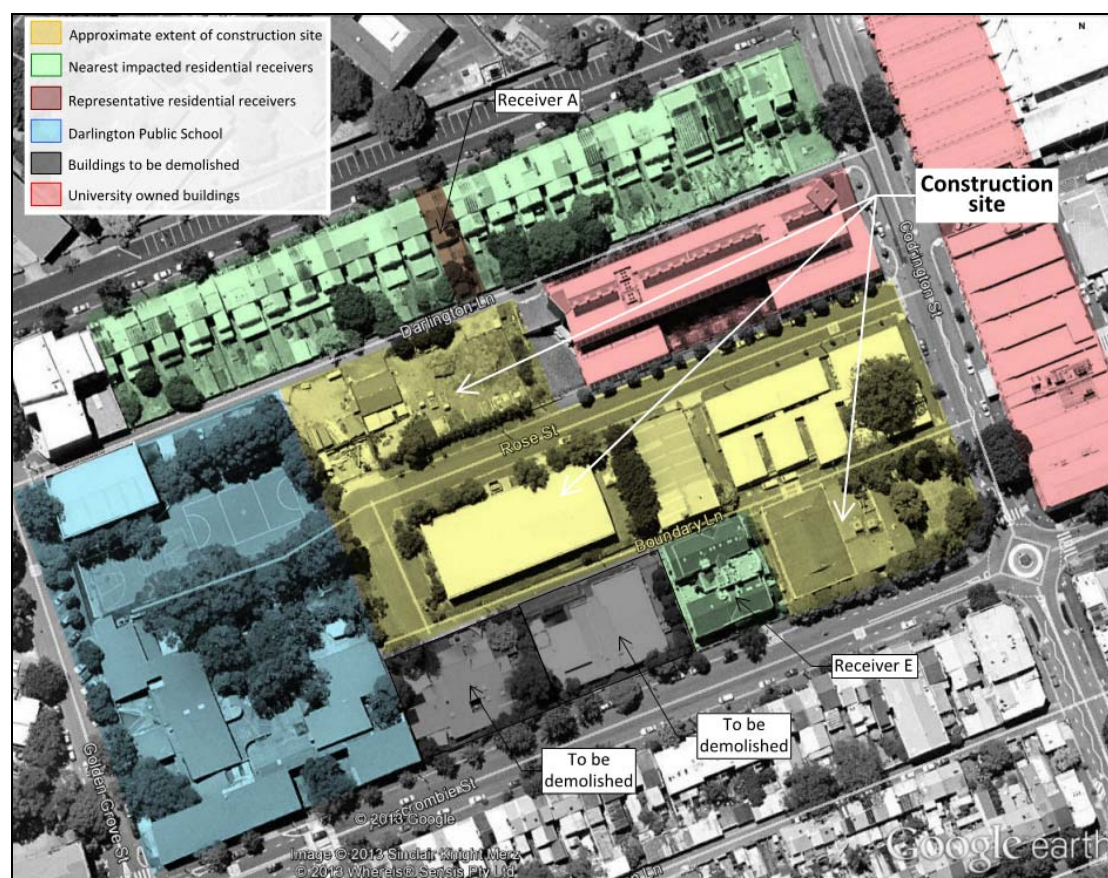 Approximate extent of construction site
Nearest impacted residential receivers
Representative residential receivers
Darlington Public School
Buildings to be demolished
University owned buildings
N
Receiver A
Construction
site
Codrington St
Darlington Ln
Rose St
Boundary Ln
Receiver E
To be
demolished
To be
demolished
Golden Grove St
crombie St
© 2013 Google
Image © 2013 Sinclair Knight Merz
© 2013 Whereis® Sensis Pty Ltd
Ln
Google earth